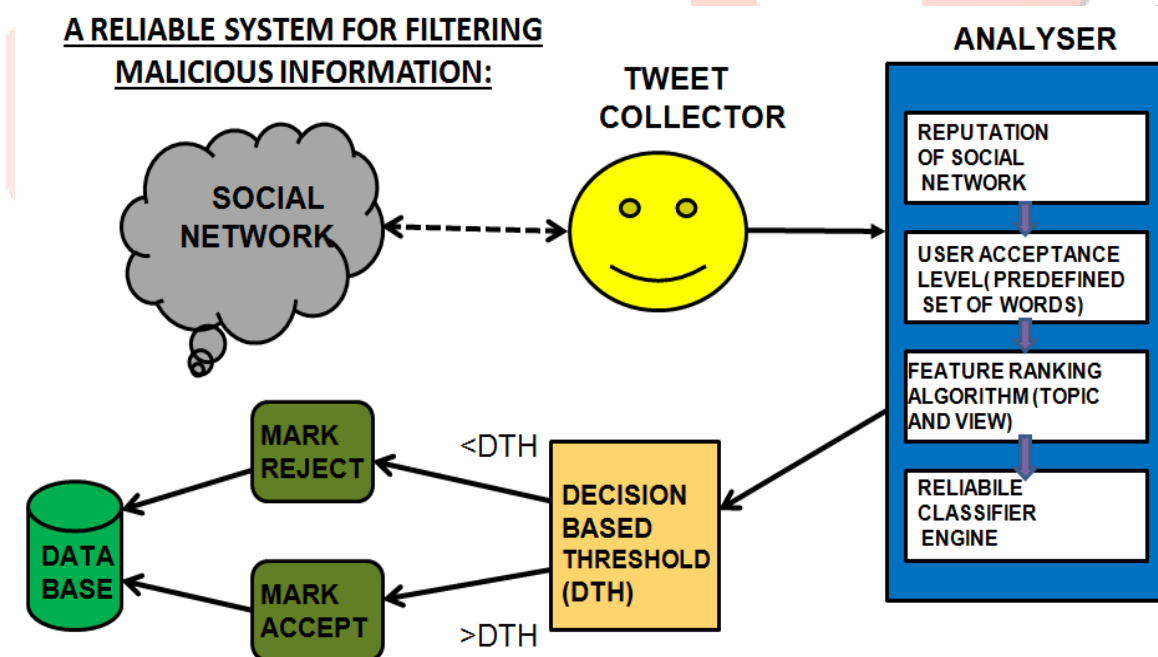 A RELIABLE SYSTEM FOR FILTERING
MALICIOUS INFORMATION:
ANALYSER
TWEET
COLLECTOR
SOCIAL
NETWORK
REPUTATION
OF SOCIAL
NETWORK
USER ACCEPTANCE
LEVEL( PREDEFINED
SET OF WORDS)
FEATURE RANKING
ALGORITHM (TOPIC
AND VIEW)
RELIABILE
CLASSIFIER
ENGINE
MARK
REJECT
<DTH
DECISION
BASED
THRESHOLD
(DTH)
DATA
BASE
MARK
ACCEPT
>DTH